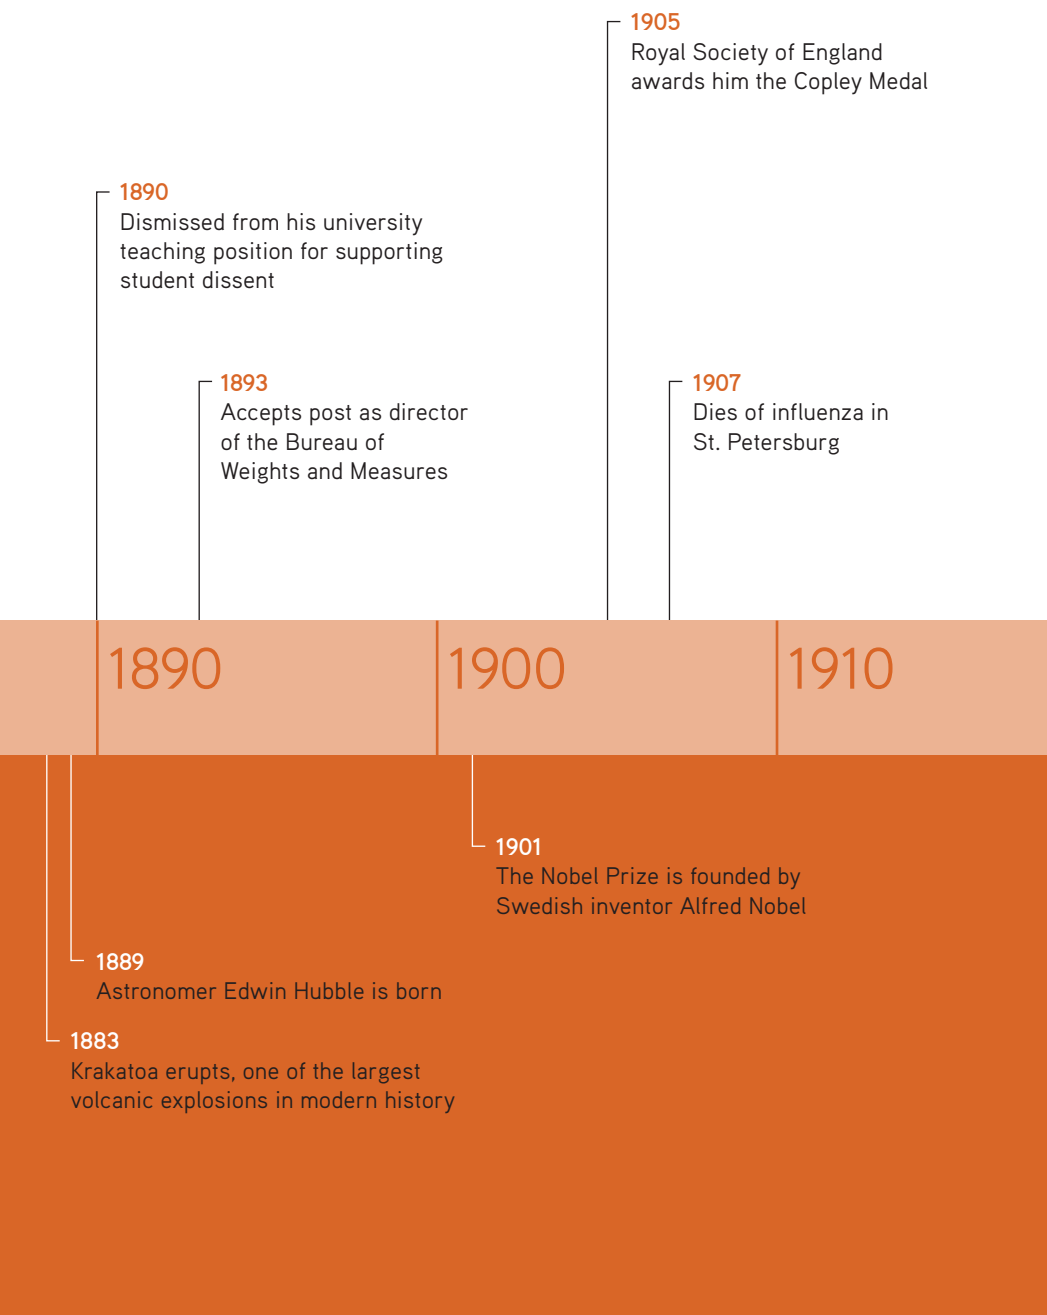 1905
Royal Society of England
awards him the Copley Medal
1890
Dismissed from his university
teaching position for supporting
student dissent
1893
Accepts post as director
of the Bureau of
Weights and Measures
1907
Dies of influenza in
St. Petersburg
1890
1900
1910
1901
The Nobel Prize is founded by
Swedish inventor Alfred Nobel
1889
Astronomer Edwin Hubble is born
1883
Krakatoa erupts, one of the largest
volcanic explosions in modern history